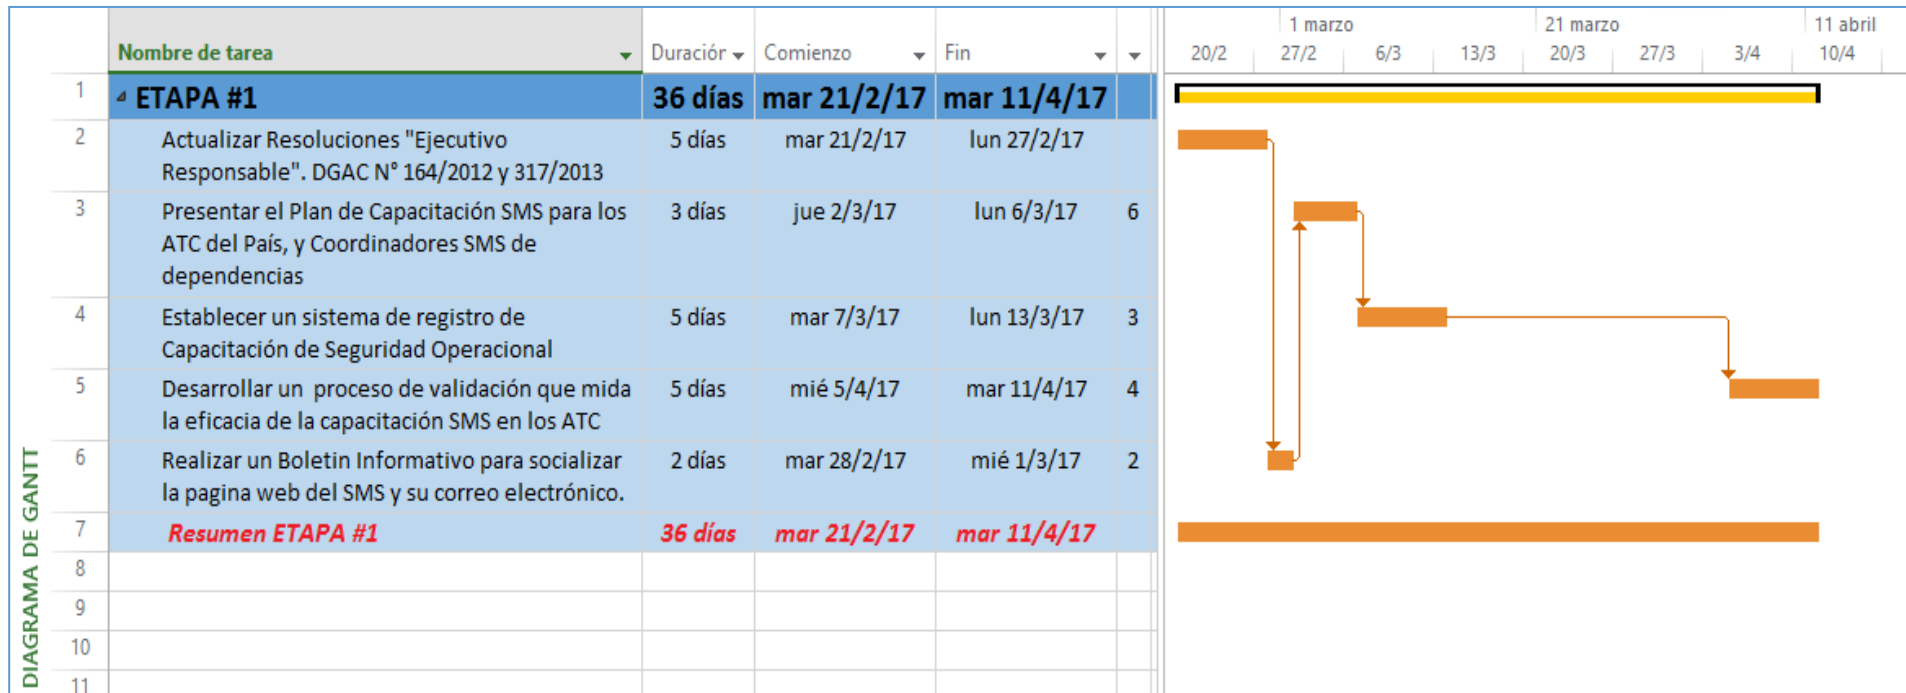 1 marzo 21 marzo 11 abril
Nombre de tarea Duración Comienzo Fin 20/2 27/2 6/3 13/3 20/3 27/3 3/4 10/4
1 ETAPA #1 36 días mar 21/2/17 mar 11/4/17
2 Actualizar Resoluciones "Ejecutivo 5 días mar 21/2/17 lun 27/2/17
Responsable". DGAC N° 164/2012 y 317/2013
3 Presentar el Plan de Capacitación SMS para los 3 días jue 2/3/17 lun 6/3/17 6
ATC del País, y Coordinadores SMS de
dependencias
4 Establecer un sistema de registro de 5 días mar 7/3/17 lun 13/3/17 3
Capacitación de Seguridad Operacional
5 Desarrollar un proceso de validación que mida 5 días mié 5/4/17 mar 11/4/17 4
la eficacia de la capacitación SMS en los ATC
6 Realizar un Boletin Informativo para socializar 2 días mar 28/2/17 mié 1/3/17 2
la pagina web del SMS y su correo electrónico.
7 Resumen ETAPA #1 36 días mar 21/2/17 mar 11/4/17
8
9
10
11
DIAGRAMA DE GANTT